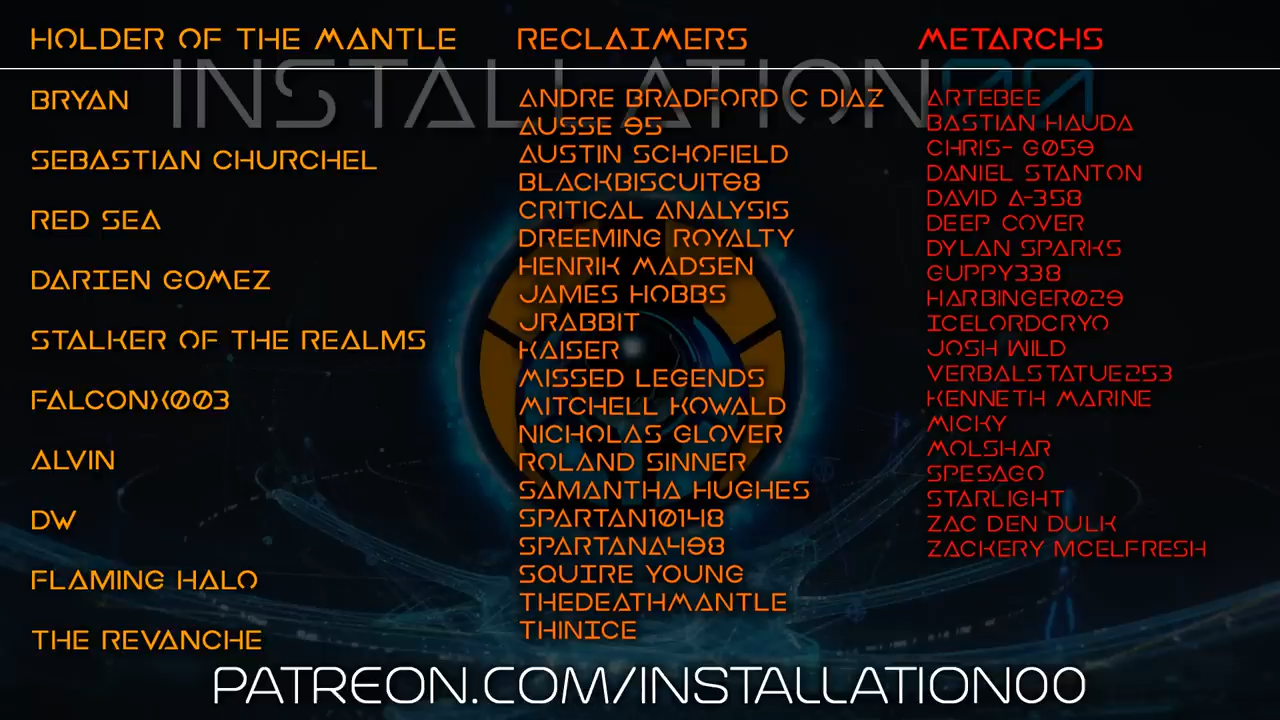 HOLDER OF THE MANTLE
BRYAN
SEBASTIAN CHURCHEL
RED SEA
DARIEN GOMEZ
STALKER OF THE REALMS
FALCONX003
ALVIN
DW
FLAMING HALO
THE REVANCHE
RECLAIMERS
ANDRE BRADFORD C DIAZ
AUSSE 95
AUSTIN SCHOFIELD
BLACKBISCUIT68
CRITICAL ANALYSIS
DREEMING ROYALTY
HENRIK MADSEN
JAMES HOBBS
JRABBIT
KAISER
MISSED LEGENDS
MITCHELL KOWALD
NICHOLAS GLOVER
ROLAND SINNER
SAMANTHA HUGHES
SPARTAN10148
SPARTANA498
SQUIRE YOUNG
THEDEATHMANTLE
THINICE
METARCHS
ARTEBEE
BASTIAN HAUDA
CHRIS- G059
DANIEL STANTON
DAVID A-358
DEEP COVER
DYLAN SPARKS
GUPPY338
HARBINGER029
ICELORDCRYO
JOSH WILD
VERBALSTATUE253
KENNETH MARINE
MICKY
MOLSHAR
SPESAGO
STARLIGHT
ZAC DEN DULK
ZACKERY MCELFRESH
INSTALLATION00
PATREON.COM/INSTALLATION00